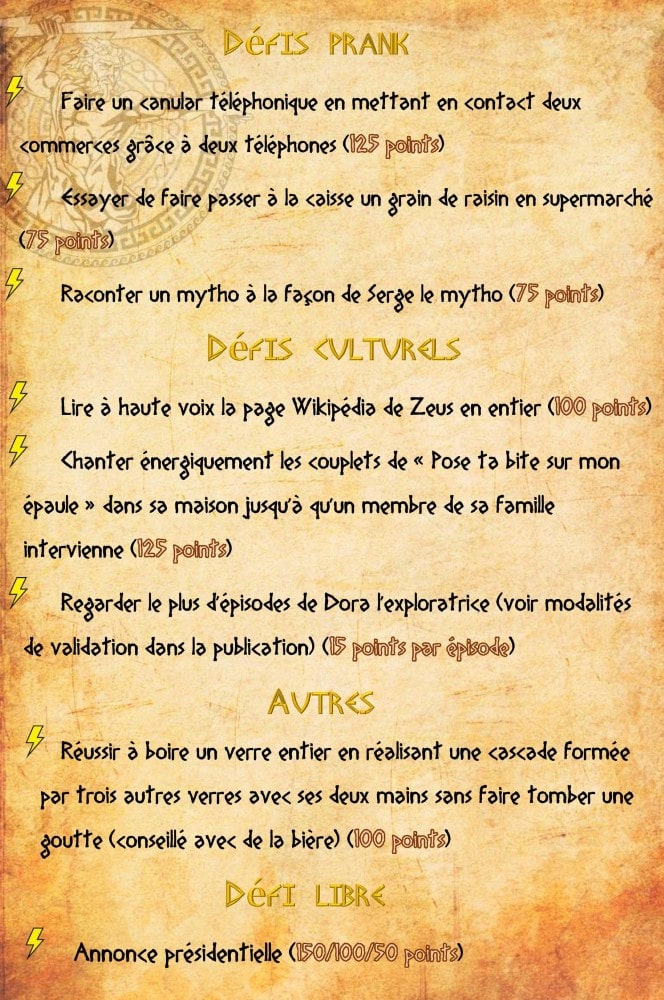 Défis prank
Faire un canular téléphonique en mettant en contact deux
commerces grâce à deux téléphones (125 points)
Essayer de faire passer à la caisse un grain de raisin en supermarché
(75 points)
Raconter un mytho à la façon de Serge le mytho (75 points)
Défis culturels
Lire à haute voix la page Wikipédia de Zeus en entier (100 points)
Chanter énergiquement les couplets de « Pose ta bite sur mon
épaule » dans sa maison jusqu'à qu'un membre de sa famille
intervienne (125 points)
Regarder le plus d'épisodes de Dora l'exploratrice (voir modalités
de validation dans la publication) (15 points par épisode)
Autres
Réussir à boire un verre entier en réalisant une cascade formée
par trois autres verres avec ses deux mains sans faire tomber une
goutte (conseillé avec de la bière) (100 points)
Défi libre
Annonce présidentielle (150/100/50 points)